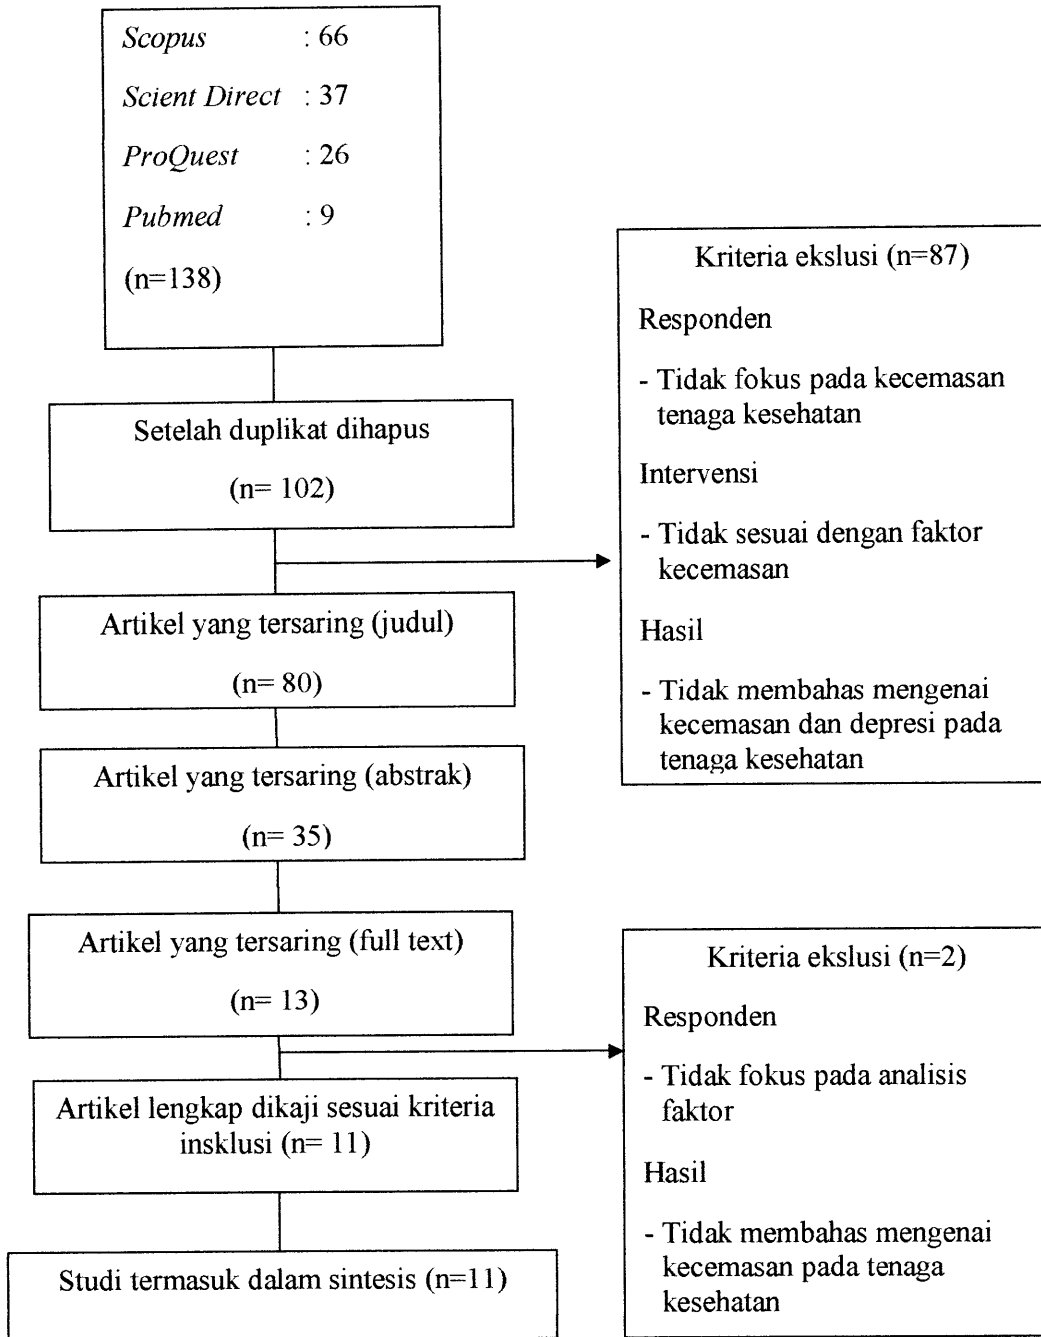 Scopus : 66
Scient Direct : 37
ProQuest : 26
Pubmed : 9
(n=138)
Setelah duplikat dihapus
(n= 102)
Kriteria ekslusi (n=87)
Responden
- Tidak fokus pada kecemasan
tenaga kesehatan
Intervensi
- Tidak sesuai dengan faktor
kecemasan
Hasil
- Tidak membahas mengenai
kecemasan dan depresi pada
tenaga kesehatan
Artikel yang tersaring (judul)
(n= 80)
Artikel yang tersaring (abstrak)
(n= 35)
Artikel yang tersaring (full text)
(n= 13)
Kriteria ekslusi (n=2)
Responden
- Tidak fokus pada analisis
faktor
Hasil
- Tidak membahas mengenai
kecemasan pada tenaga
kesehatan
Artikel lengkap dikaji sesuai kriteria
insklusi (n= 11)
Studi termasuk dalam sintesis (n=11)